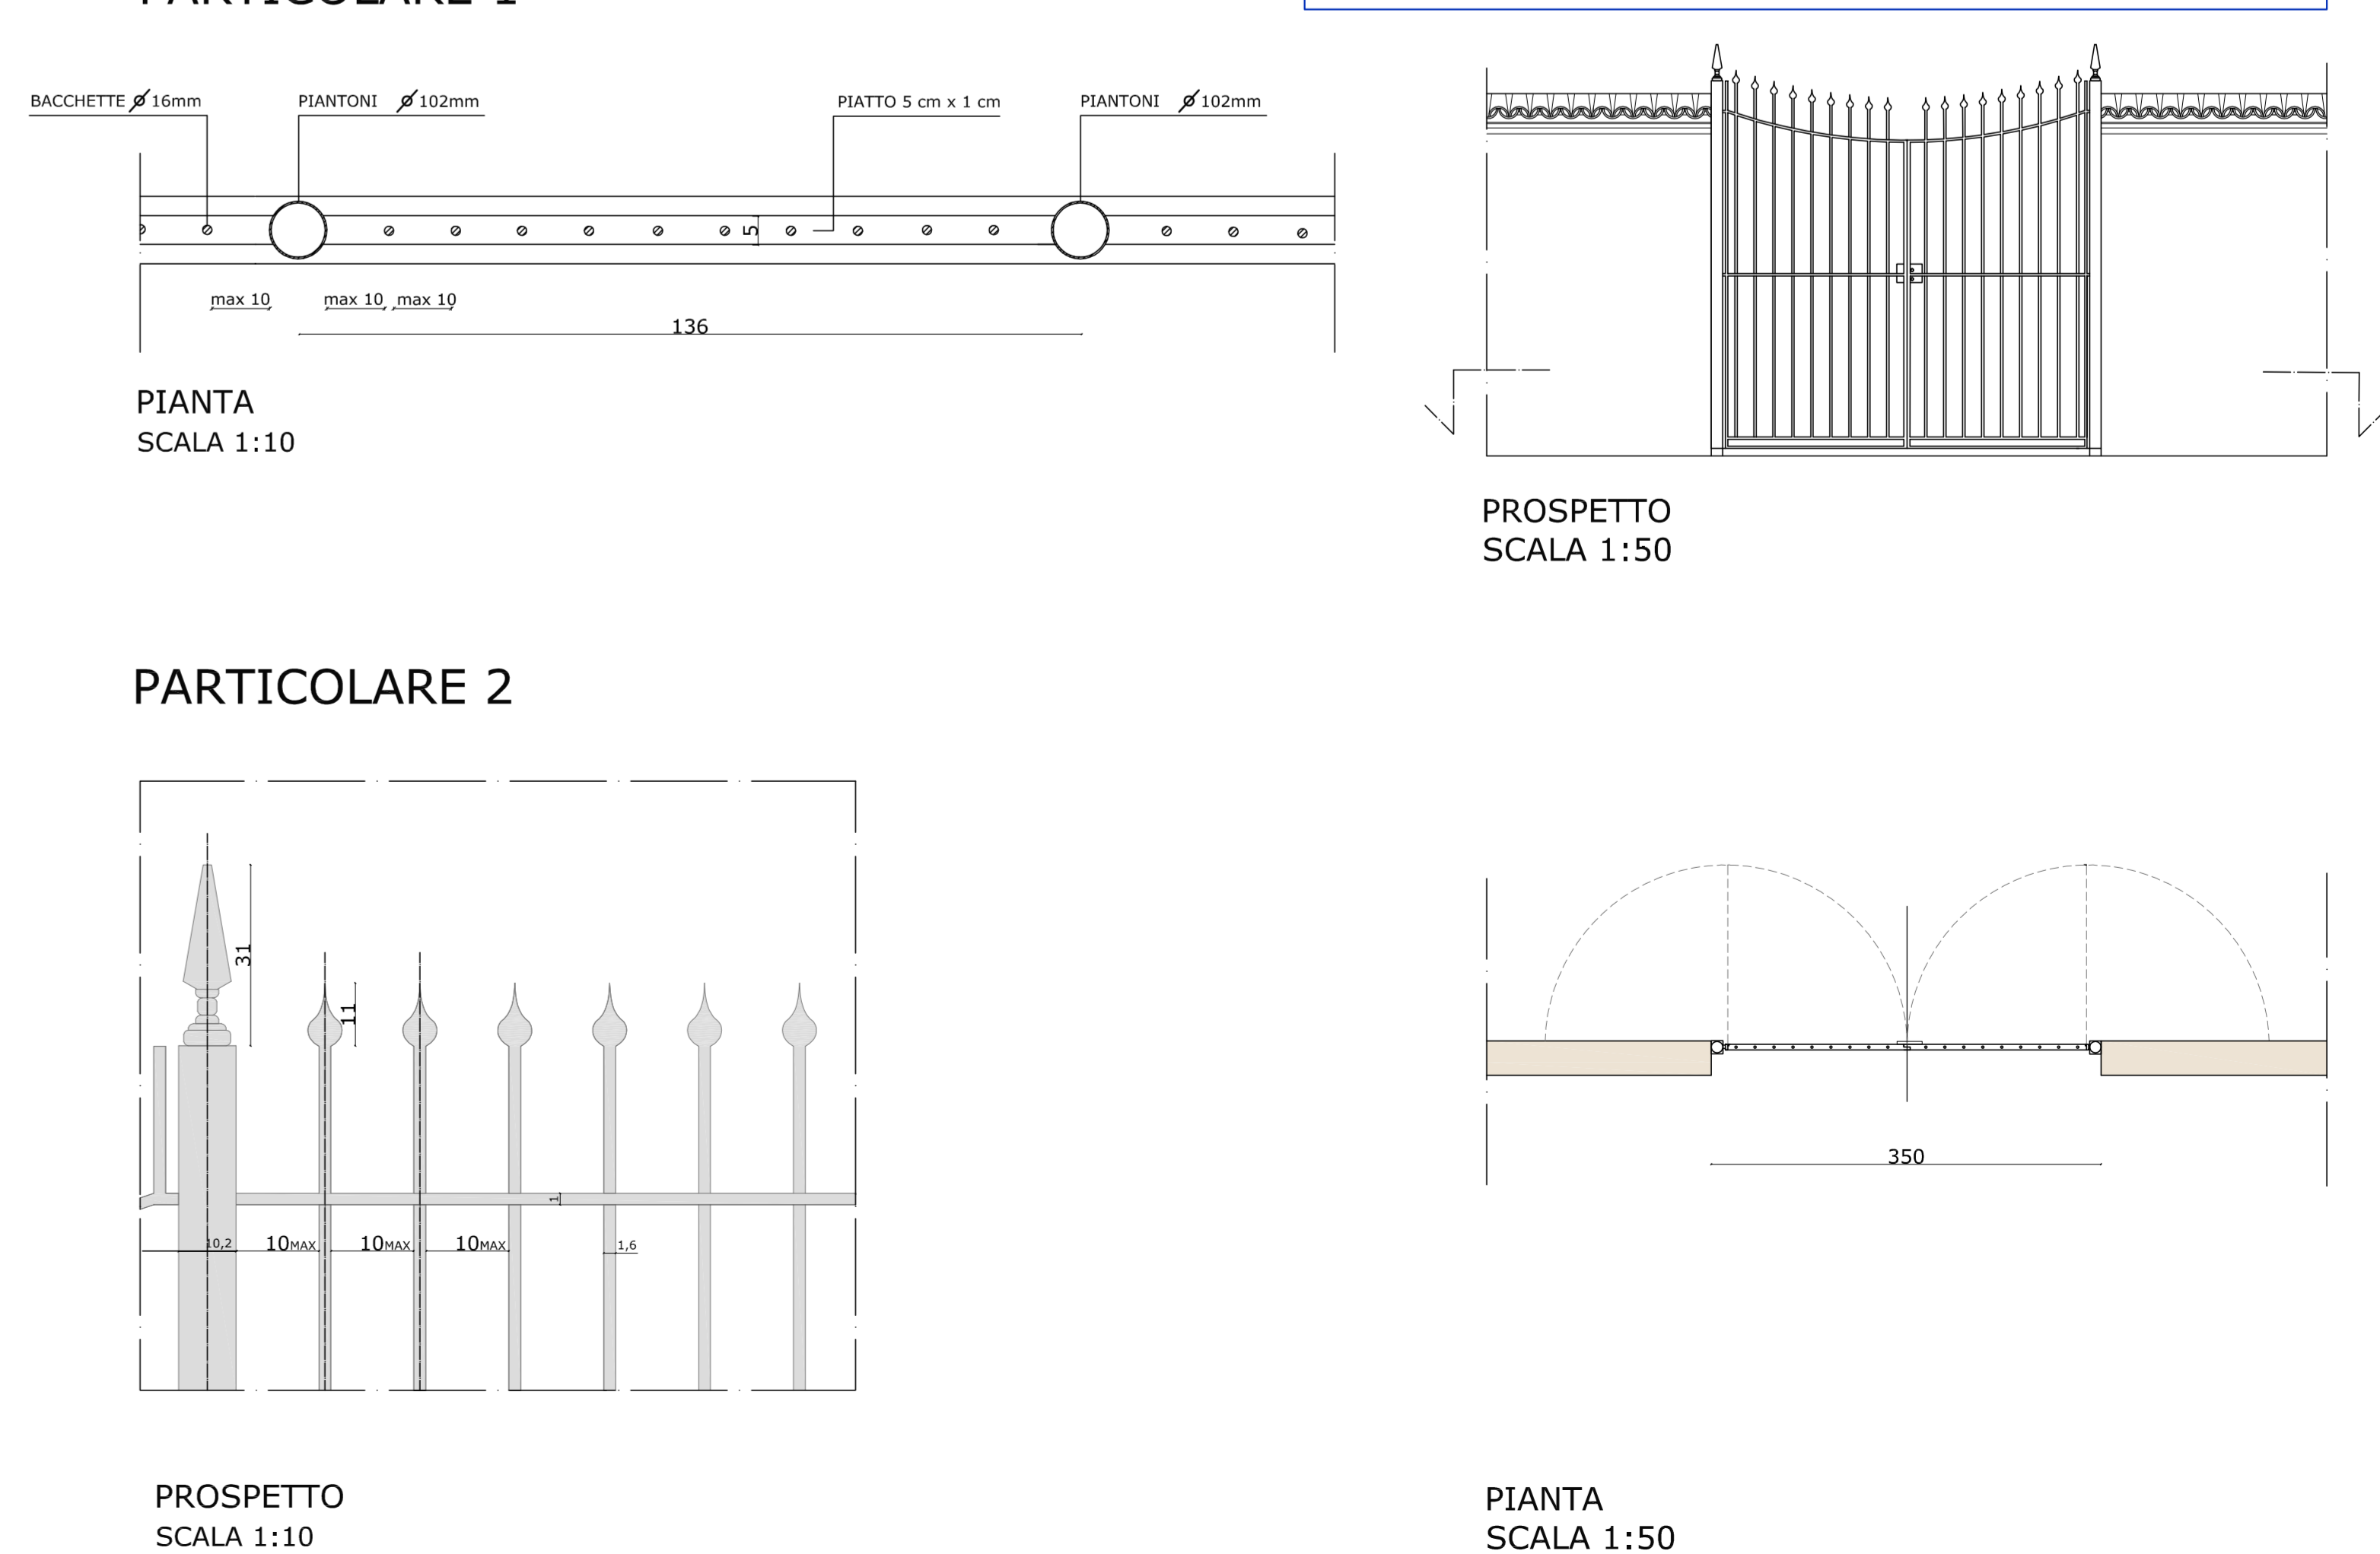 PARTICOLARE 1
BACCHETTE Ø 16mm
PIANTONI Ø 102mm
PIATTO 5 cm x 1 cm
PIANTONI Ø 102mm
5
max 10
max 10
max 10
136
PIANTA
SCALA 1:10
PROSPETTO
SCALA 1:50
PARTICOLARE 2
31
11
1
10,2
10MAX
10MAX
10MAX
1,6
350
PROSPETTO
SCALA 1:10
PIANTA
SCALA 1:50